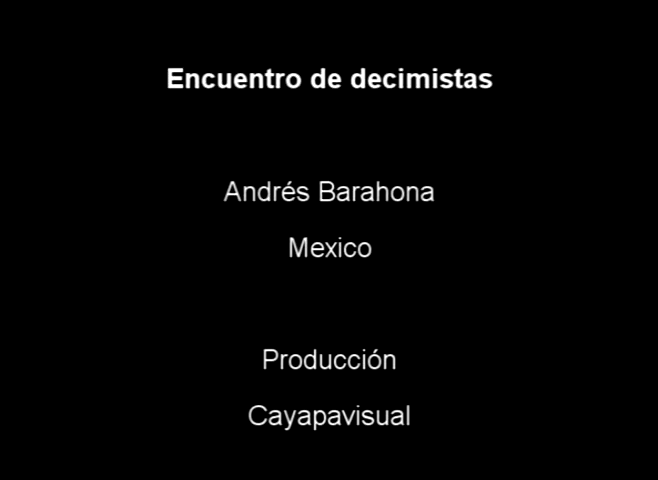 Encuentro de decimistas
Andrés Barahona
Mexico
Producción
Cayapavisual